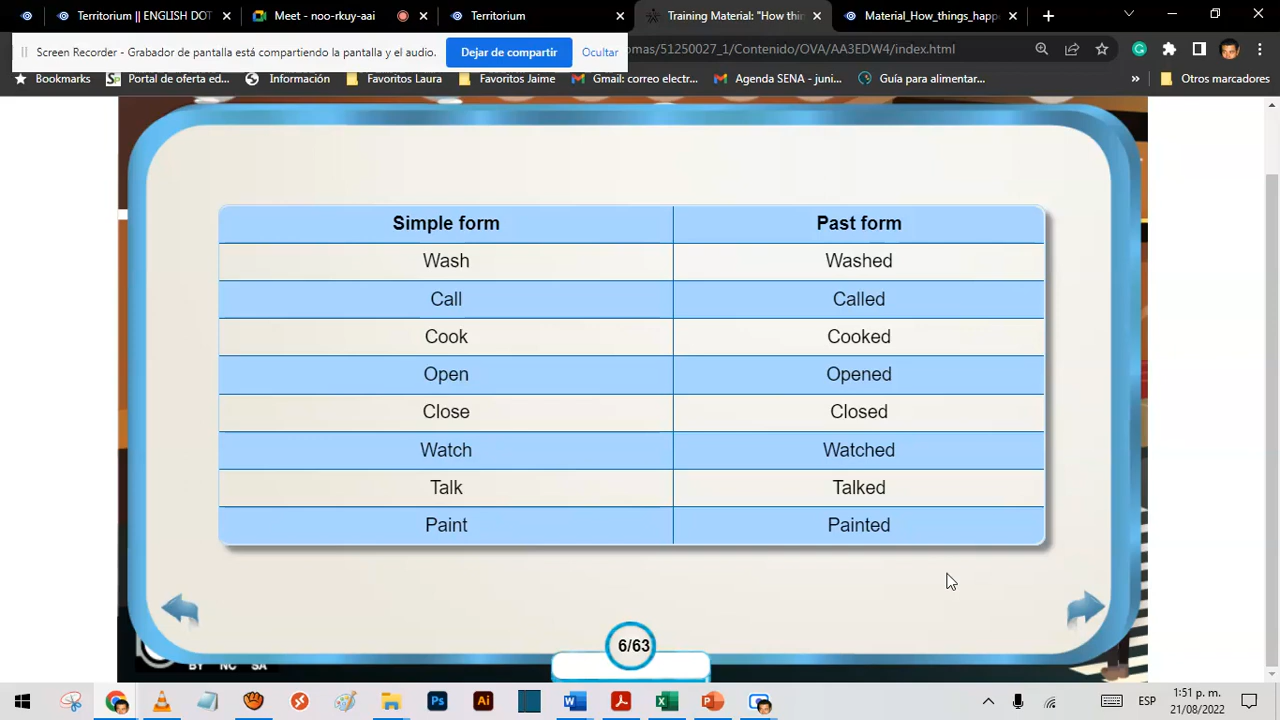 Territorium || ENGLISH DOT
Meet - noo-rkuy-aai
Territorium
Training Material: "How thin
Material_How_things_happ
Screen Recorder - Grabador de pantalla está compartiendo la pantalla y el audio.
Dejar de compartir
Ocultar
omas/51250027_1/Contenido/OVA/AA3EDW4/index.html
Bookmarks
Portal de oferta ed...
Información
Favoritos Laura
Favoritos Jaime
Gmail: correo electr...
Agenda SENA - juni...
Guía para alimentar...
»
Otros marcadores
Simple form Past form
Wash Washed
Call Called
Cook Cooked
Open Opened
Close Closed
Watch Watched
Talk Talked
Paint Painted
6/63
BY NC SA
Ps
Ai
ESP
1:51 p. m.
21/08/2022